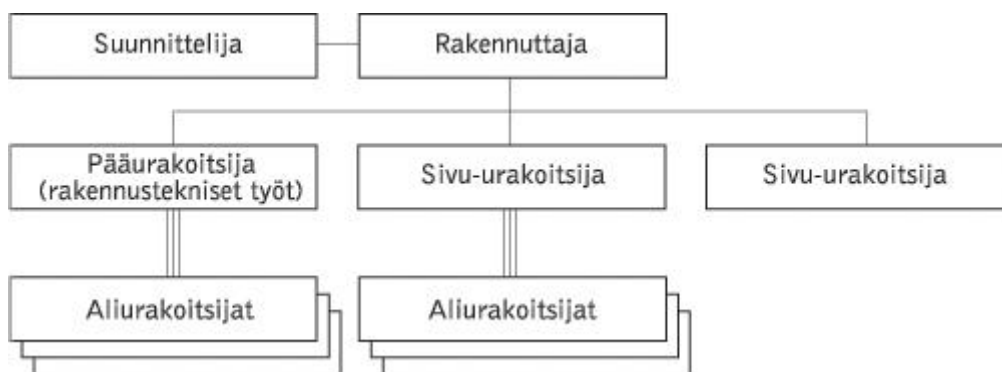 Suunnittelija
Rakennuttaja
Pääurakoitsija
(rakennustekniset työt)
Sivu-urakoitsija
Sivu-urakoitsija
Aliurakoitsijat
Aliurakoitsijat